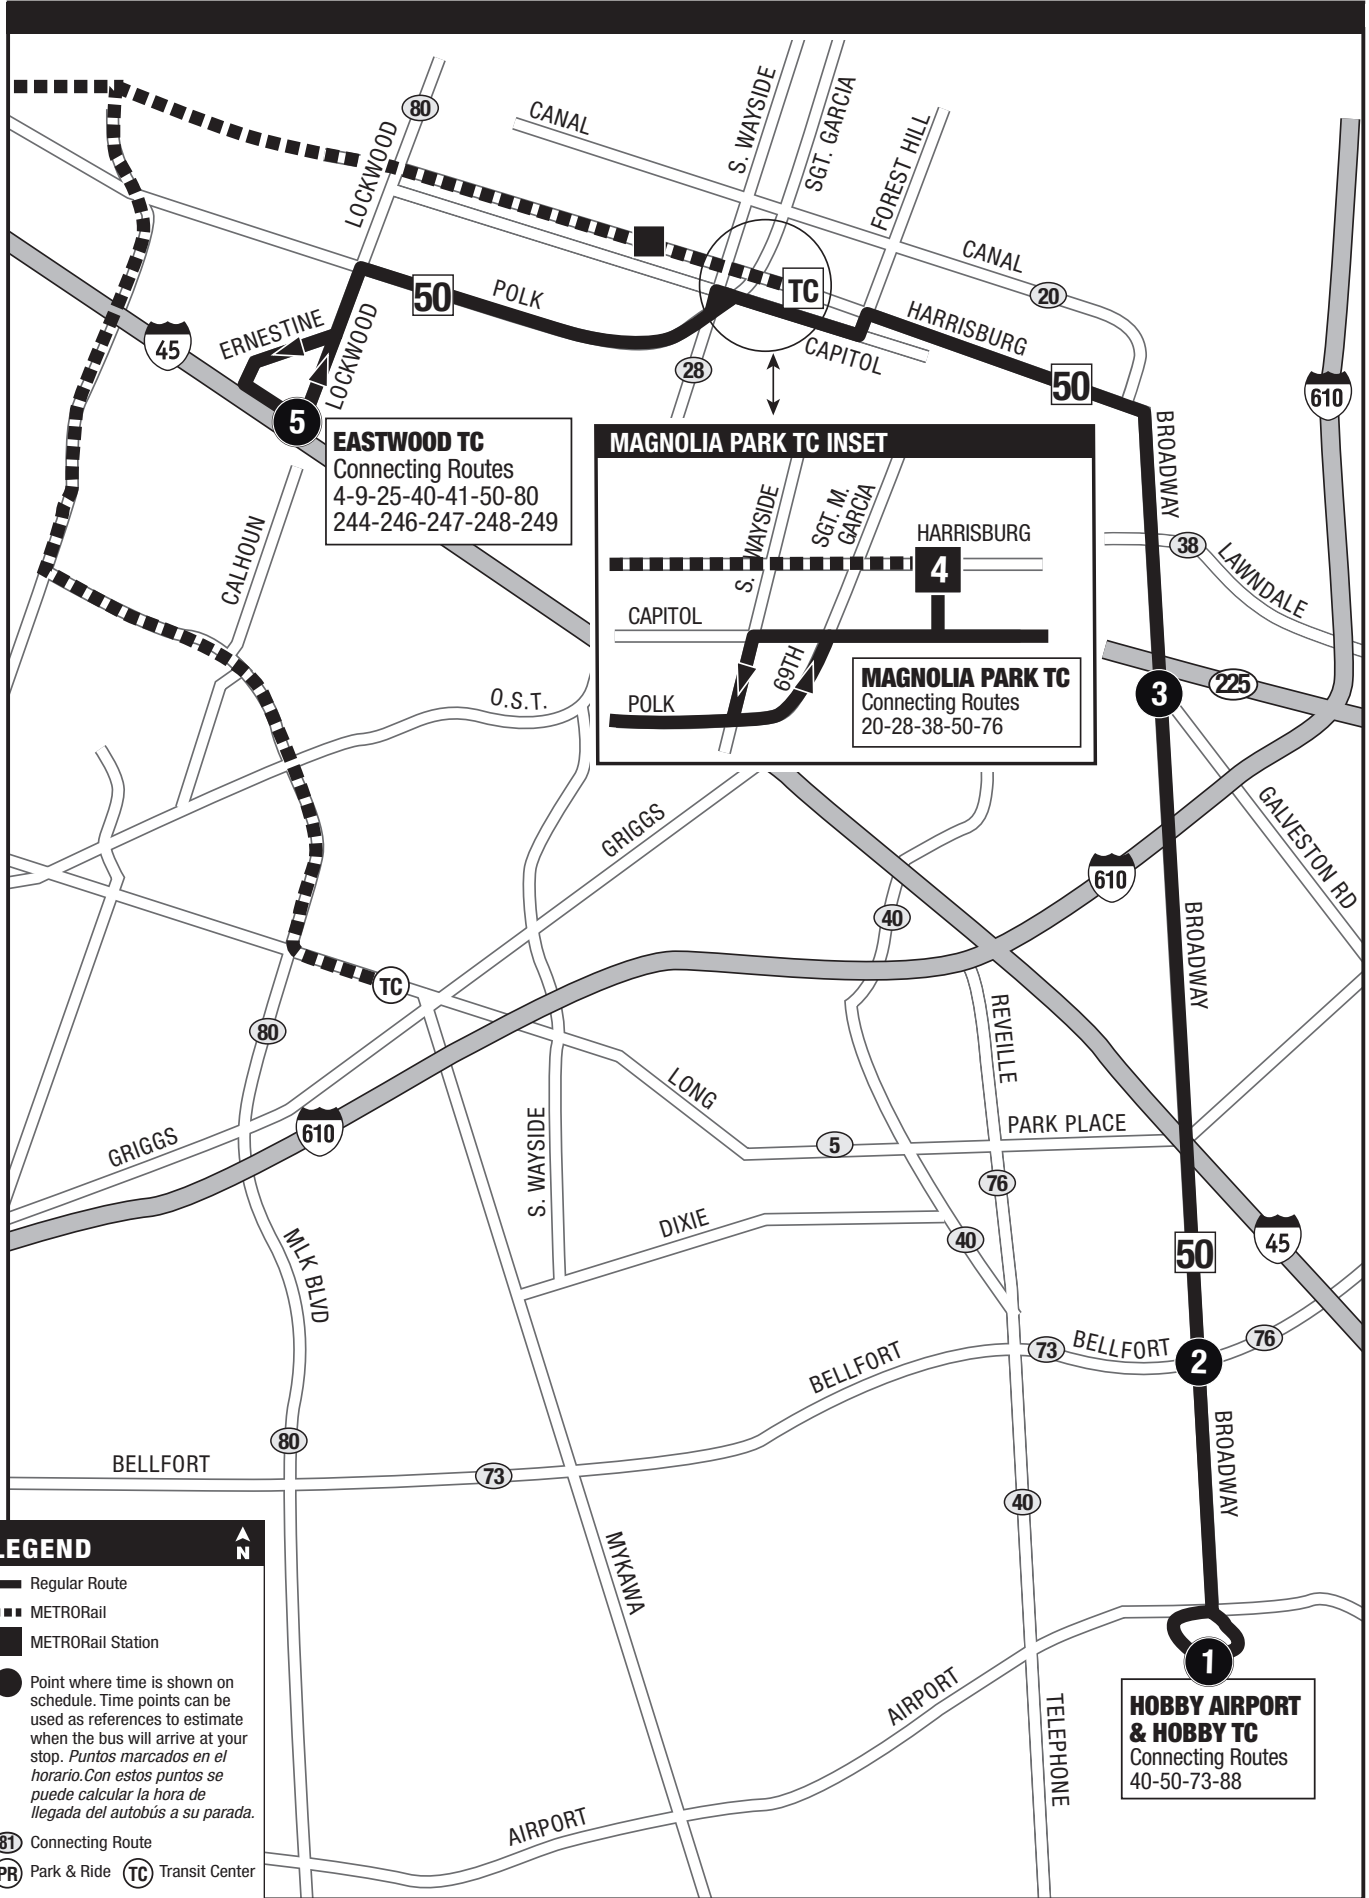 80
CANAL
S. WAYSIDE
SGT. GARCIA
FOREST HILL
LOCKWOOD
CANAL
20
TC
50
POLK
HARRISBURG
CAPITOL
ERNESTINE
LOCKWOOD
45
28
50
610
5
BROADWAY
EASTWOOD TC
Connecting Routes
4-9-25-40-41-50-80
244-246-247-248-249
MAGNOLIA PARK TC INSET
S. WAYSIDE
SGT. M.
GARCIA
HARRISBURG
4
CAPITOL
69TH
POLK
MAGNOLIA PARK TC
Connecting Routes
20-28-38-50-76
38
LAWNDALE
CALHOUN
O.S.T.
3
225
GALVESTON RD
GRIGGS
610
40
BROADWAY
TC
80
REVEILLE
LONG
PARK PLACE
610
GRIGGS
5
S. WAYSIDE
76
DIXIE
40
50
45
MLK BLVD
BELLFORT
73
BELLFORT
2
76
BROADWAY
80
BELLFORT
73
40
MYKAWA
1
AIRPORT
TELEPHONE
HOBBY AIRPORT
& HOBBY TC
Connecting Routes
40-50-73-88
AIRPORT
LEGEND
N
Regular Route
METRORail
METRORail Station
Point where time is shown on
schedule. Time points can be
used as references to estimate
when the bus will arrive at your
stop. Puntos marcados en el
horario.Con estos puntos se
puede calcular la hora de
llegada del autobús a su parada.
81 Connecting Route
PR Park & Ride TC Transit Center